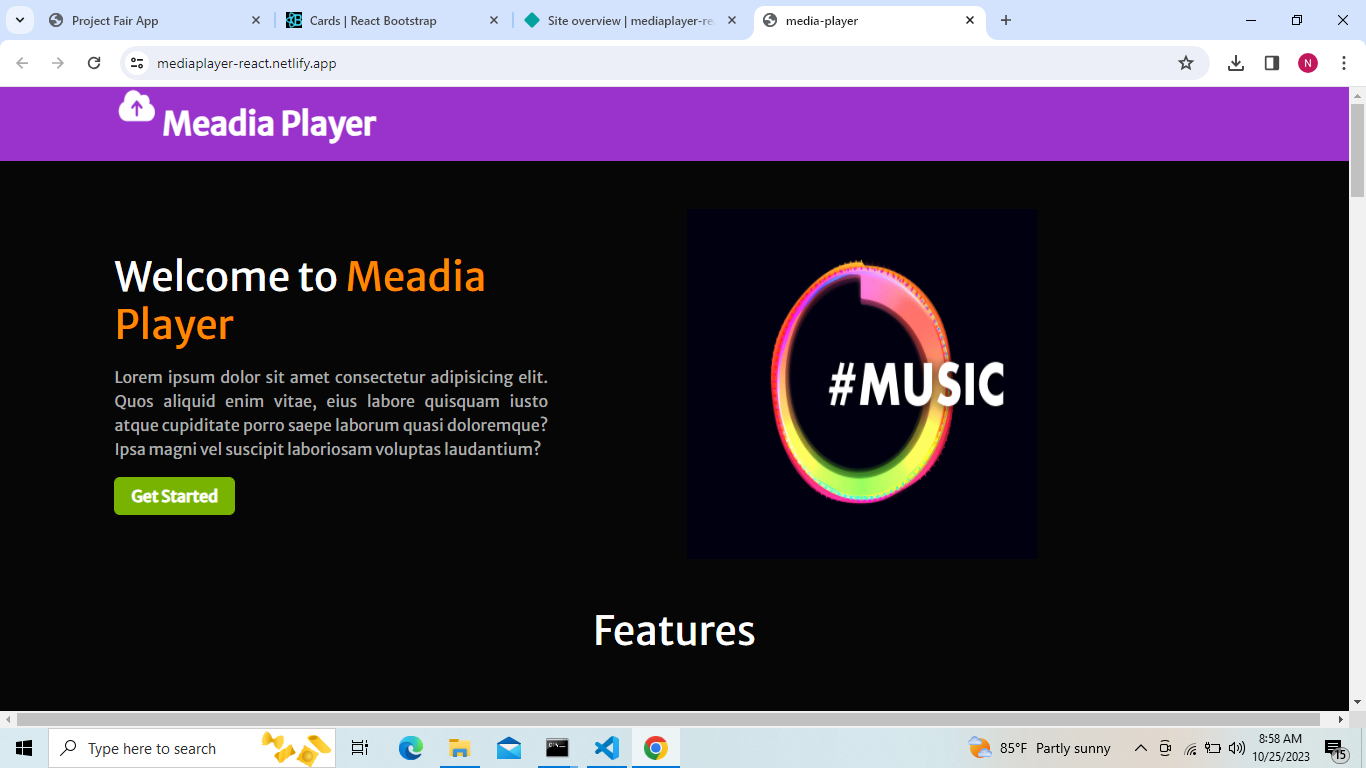 Project Fair App
Cards | React Bootstrap
Site overview | mediaplayer-re
media-player
mediaplayer-react.netlify.app
N
Meadia Player
Welcome to Meadia
Player
Lorem ipsum dolor sit amet consectetur adipisicing elit.
Quos aliquid enim vitae, eius labore quisquam iusto
atque cupiditate porro saepe laborum quasi doloremque?
Ipsa magni vel suscipit laboriosam voluptas laudantium?
Get Started
#MUSIC
Features
Type here to search
85°F Partly sunny
8:58 AM
10/25/2023
15